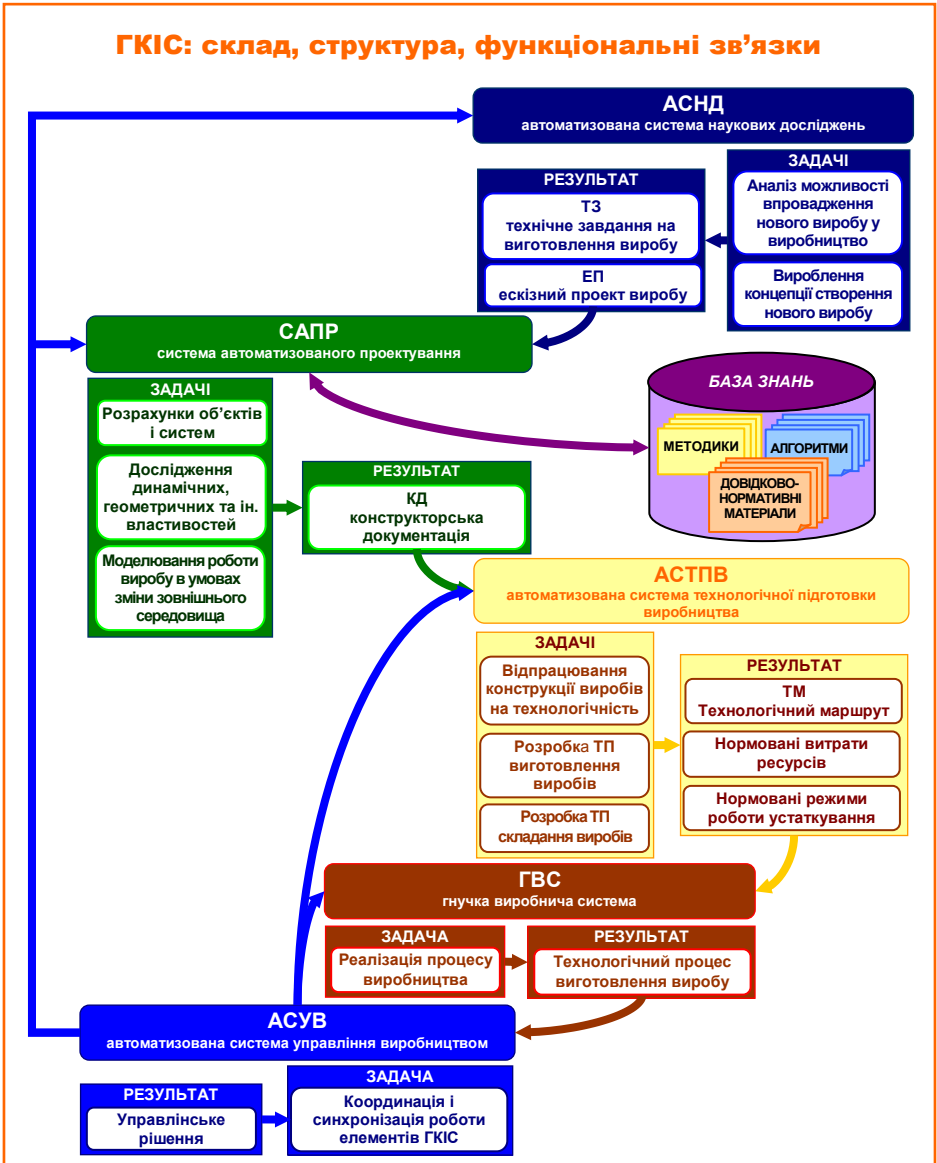 ГКІС: склад, структура, функціональні зв’язки
АСНД
автоматизована система наукових досліджень
ЗАДАЧІ
Аналіз можливості
впровадження
нового виробу у
виробництво
Вироблення
концепції створення
нового виробу
РЕЗУЛЬТАТ
ТЗ
технічне завдання на
виготовлення виробу
ЕП
ескізний проект виробу
САПР
система автоматизованого проектування
ЗАДАЧІ
Розрахунки об’єктів
і систем
Дослідження
динамічних,
геометричних та ін.
властивостей
Моделювання роботи
виробу в умовах
зміни зовнішнього
середовища
РЕЗУЛЬТАТ
КД
конструкторська
документація
БАЗА ЗНАНЬ
МЕТОДИКИ
АЛГОРИТМИ
ДОВІДКОВО-
НОРМАТИВНІ
МАТЕРІАЛИ
АСТПВ
автоматизована система технологічної підготовки
виробництва
ЗАДАЧІ
Відпрацювання
конструкції виробів
на технологічність
Розробка ТП
виготовлення
виробів
Розробка ТП
складання виробів
РЕЗУЛЬТАТ
ТМ
Технологічний маршрут
Нормовані витрати
ресурсів
Нормовані режими
роботи устаткування
ГВС
гнучка виробнича система
ЗАДАЧА
Реалізація процесу
виробництва
РЕЗУЛЬТАТ
Технологічний процес
виготовлення виробу
АСУВ
автоматизована система управління виробництвом
РЕЗУЛЬТАТ
Управлінське
рішення
ЗАДАЧА
Координація і
синхронізація роботи
елементів ГКІС